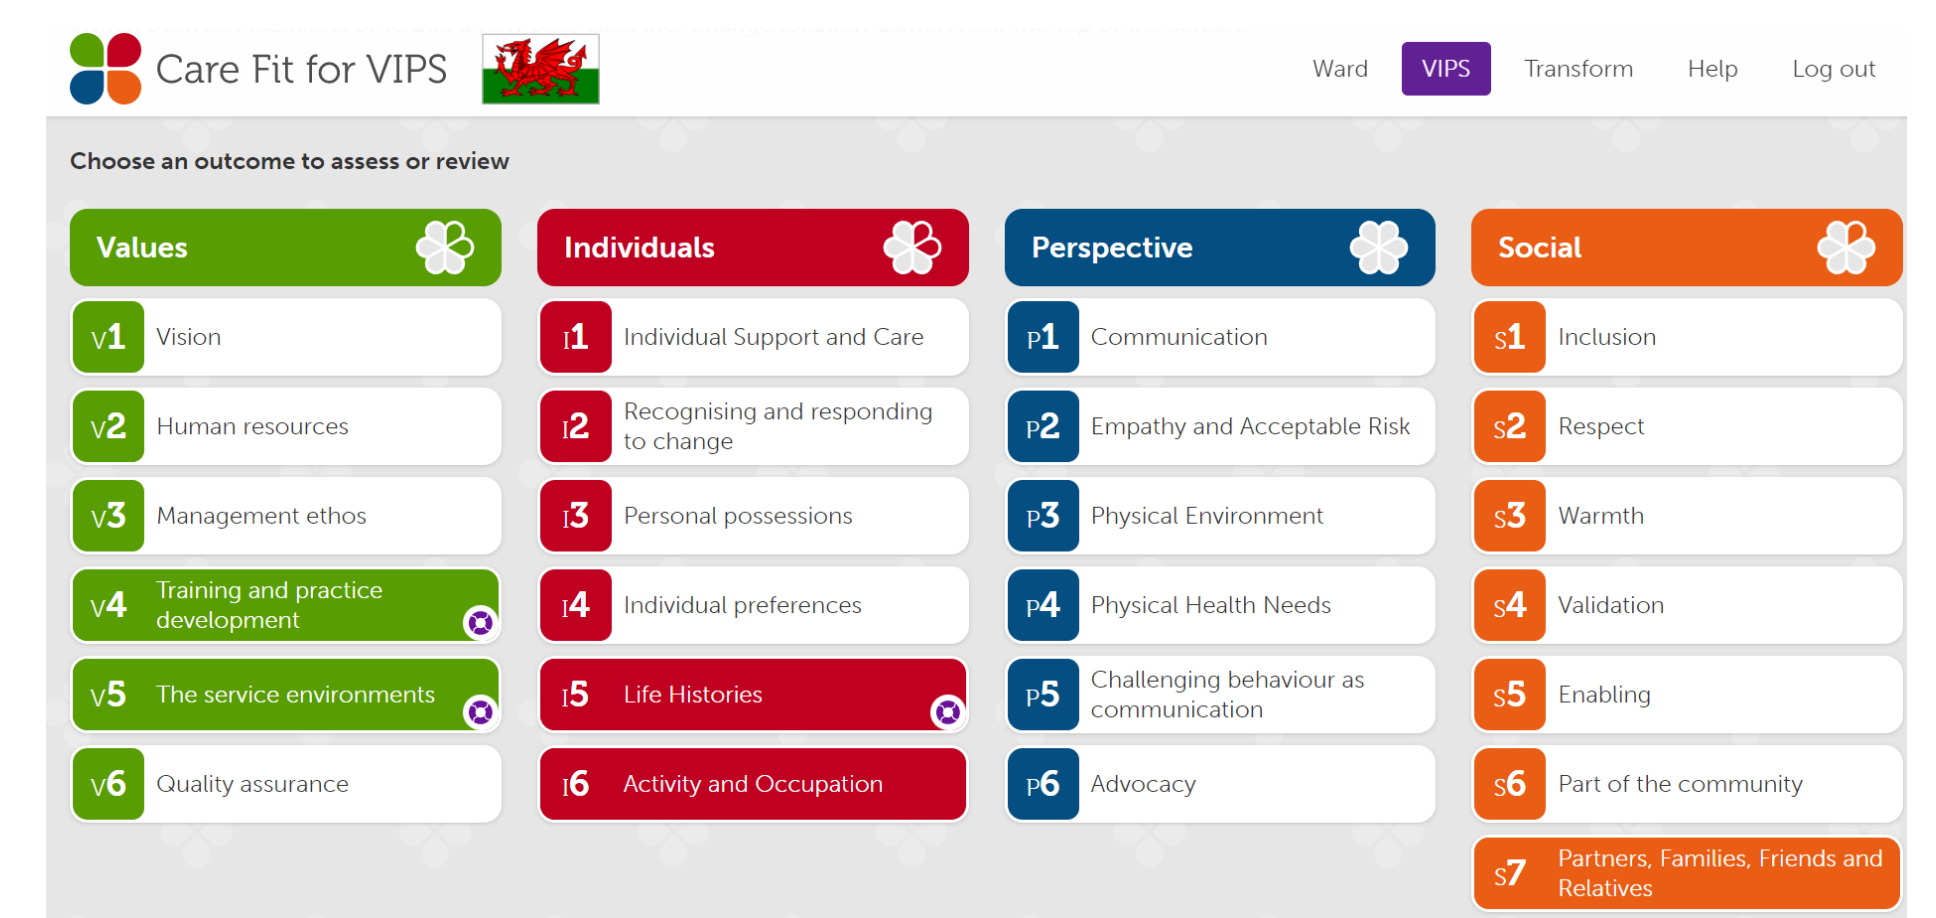 Care Fit for VIPS
Ward
VIPS
Transform
Help
Log out
Choose an outcome to assess or review
Values
V1 Vision
V2 Human resources
V3 Management ethos
V4 Training and practice
development
V5 The service environments
V6 Quality assurance
Individuals
I1 Individual Support and Care
I2 Recognising and responding
to change
I3 Personal possessions
I4 Individual preferences
I5 Life Histories
I6 Activity and Occupation
Perspective
P1 Communication
P2 Empathy and Acceptable Risk
P3 Physical Environment
P4 Physical Health Needs
P5 Challenging behaviour as
communication
P6 Advocacy
Social
S1 Inclusion
S2 Respect
S3 Warmth
S4 Validation
S5 Enabling
S6 Part of the community
S7 Partners, Families, Friends and
Relatives